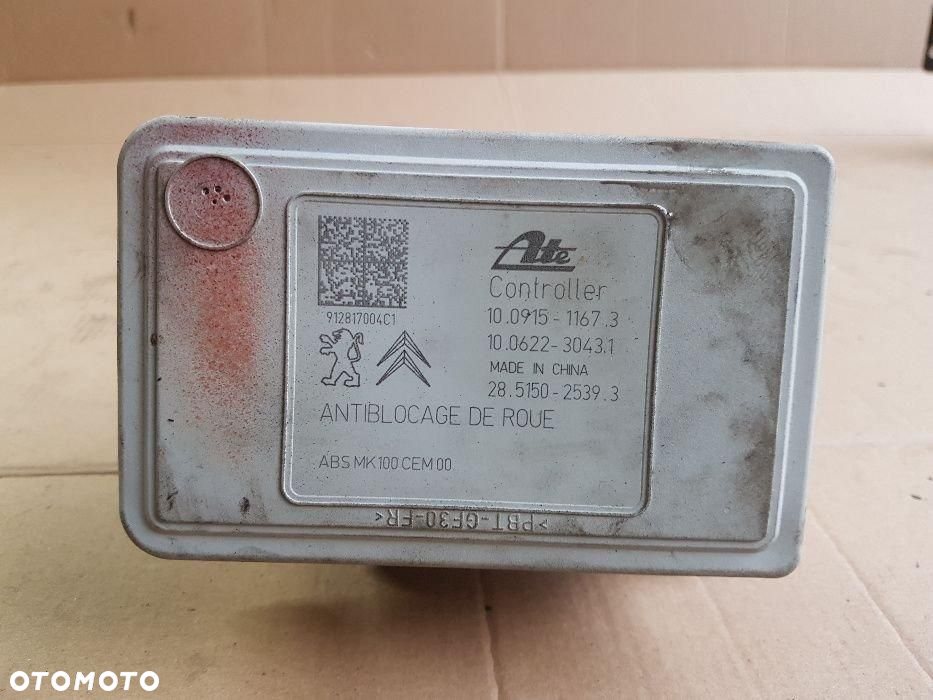 Ate
Controller
10.0915-1167.3
912817004C1
10.0622-3043.1
MADE IN CHINA
28.5150-2539.3
ANTIBLOCAGE DE ROUE
ABS MK100 CEM 00
>PBT-GF30-FR<
OTOMOTO